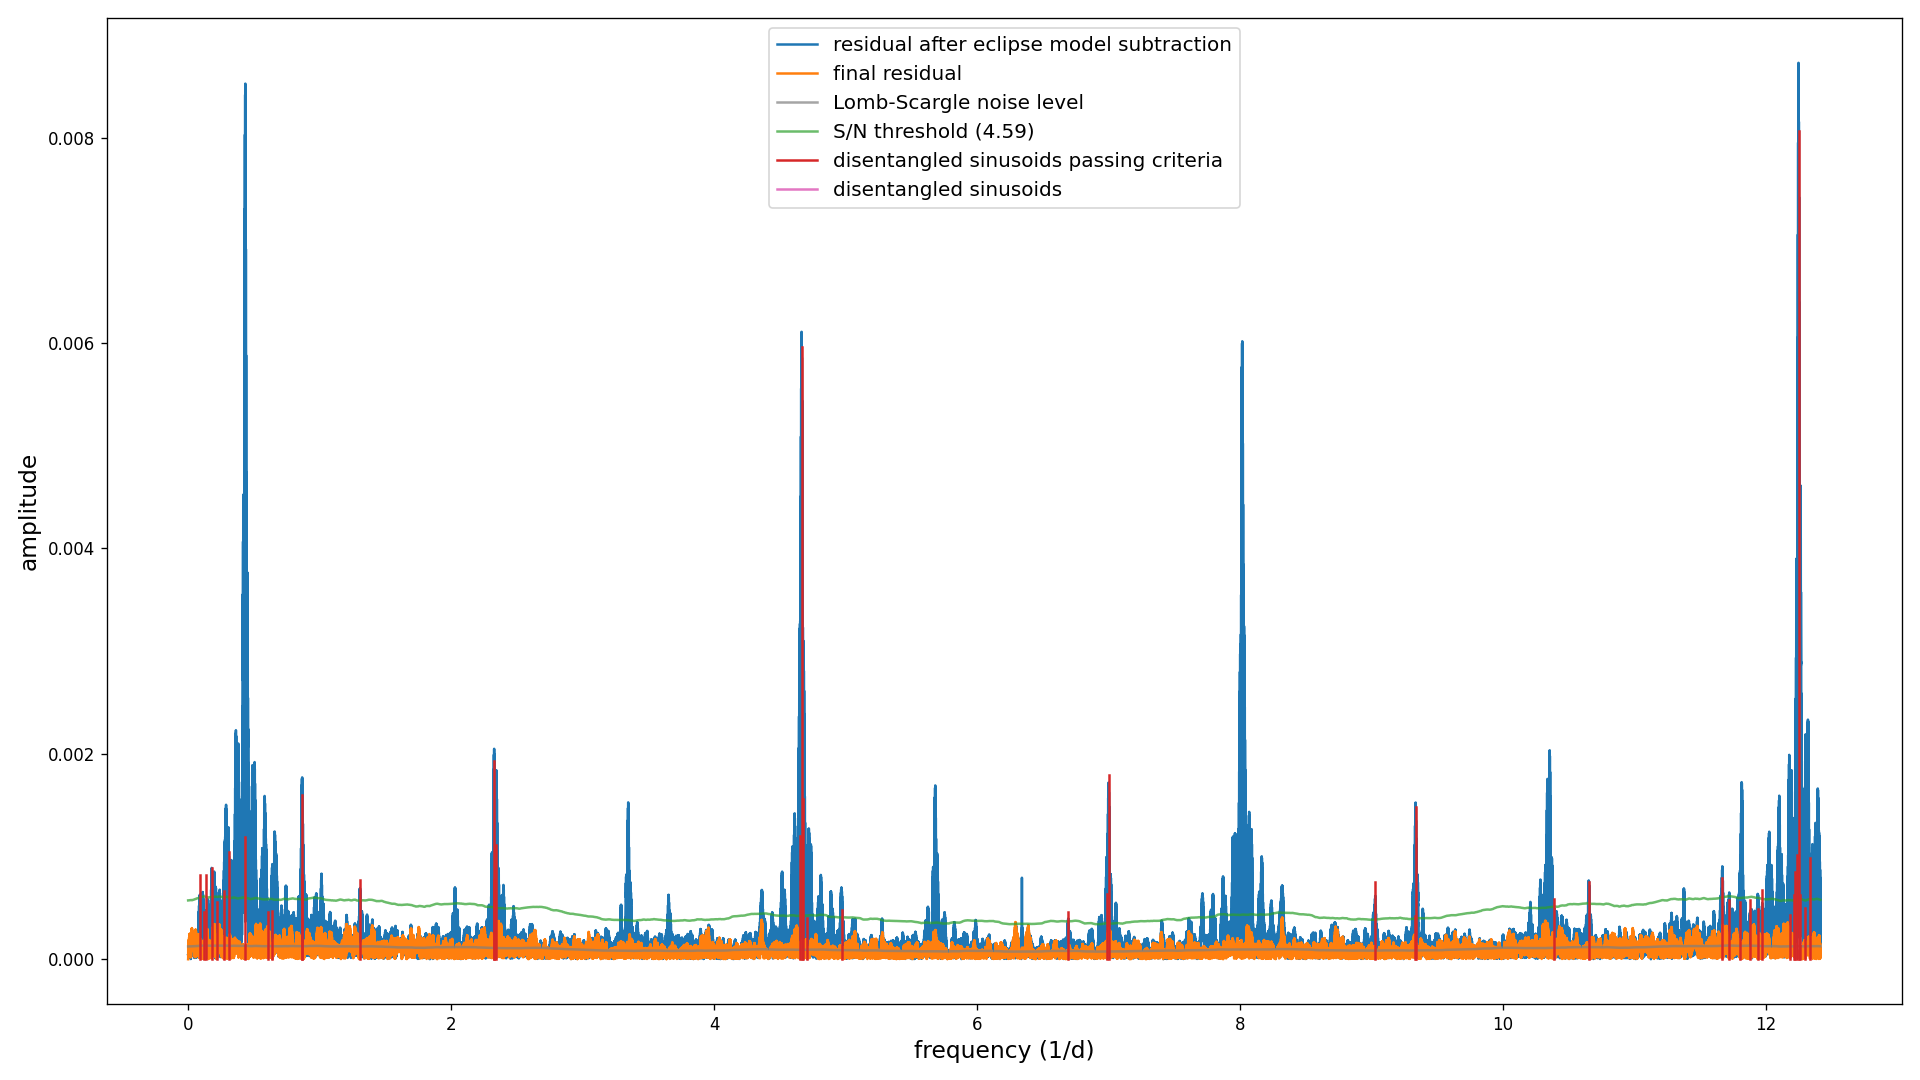 residual after eclipse model subtraction
final residual
Lomb-Scargle noise level
S/N threshold (4.59)
disentangled sinusoids passing criteria
disentangled sinusoids
amplitude
0.008
0.006
0.004
0.002
0.000
0 2 4 6 8 10 12
frequency (1/d)